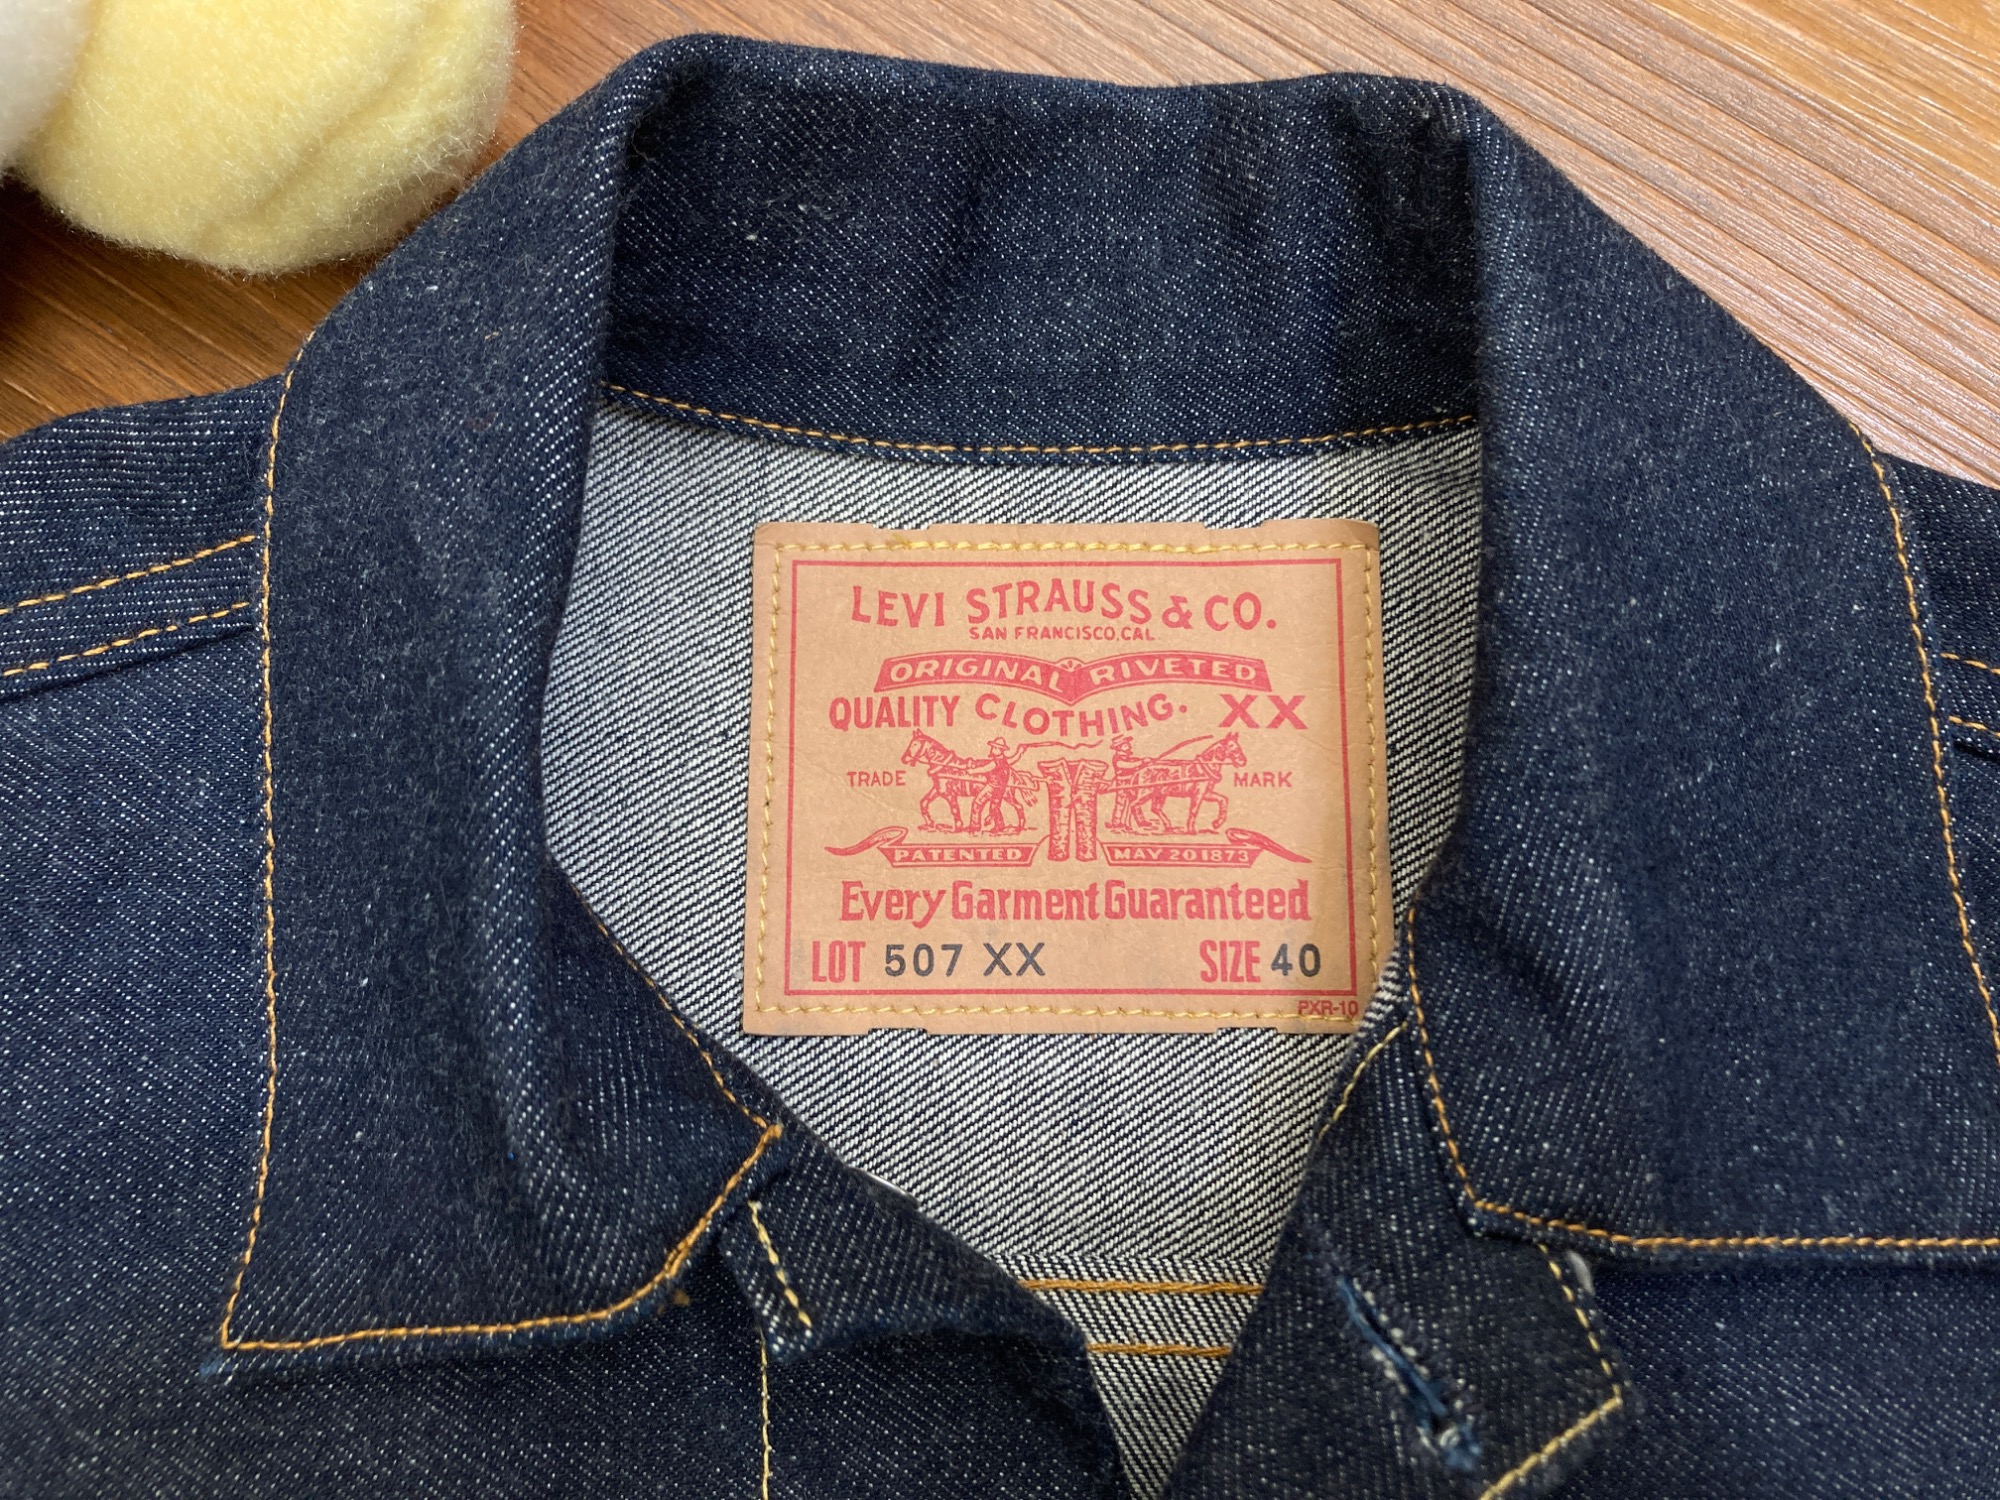 LEVI STRAUSS & CO.
SAN FRANCISCO, CAL
ORIGINAL RIVETED
QUALITY CLOTHING. XX
TRADE MARK
PATENTED MAY 20 1873
Every Garment Guaranteed
LOT 507 XX SIZE 40
PXR-10